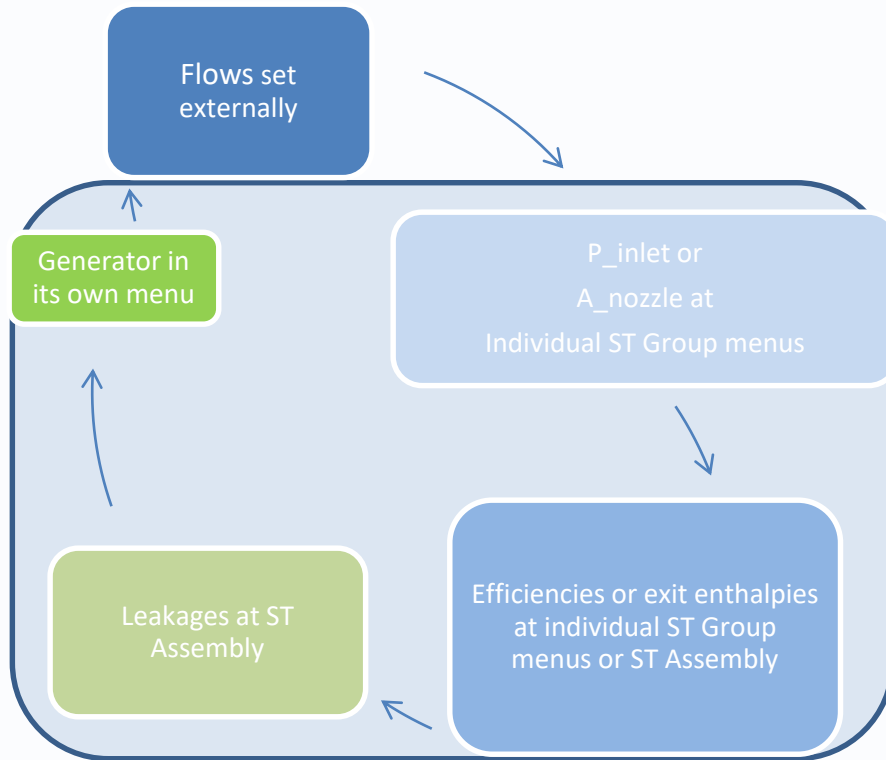 Flows set
externally
P_inlet or
A_nozzle at
Individual ST Group menus
Efficiencies or exit enthalpies
at individual ST Group
menus or ST Assembly
Leakages at ST
Assembly
Generator in
its own menu